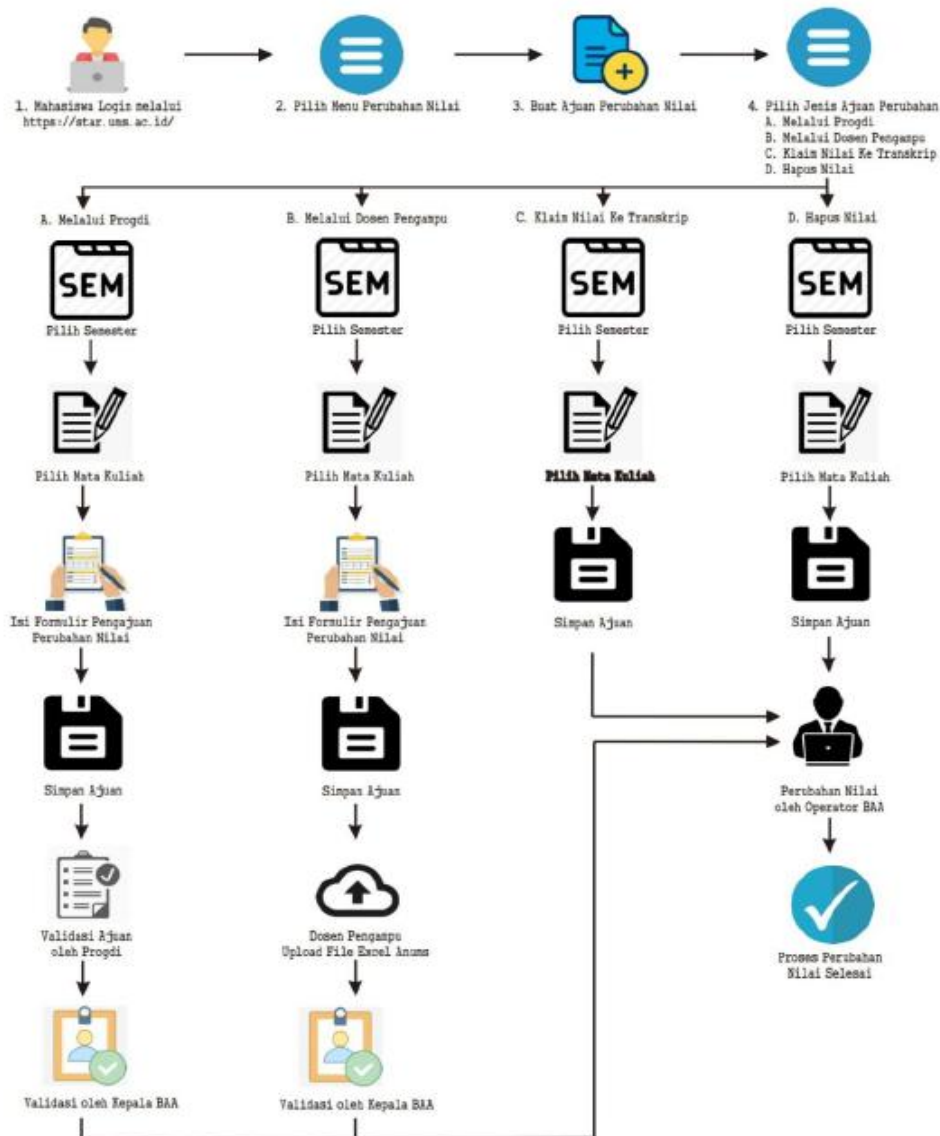 1. Mahasiswa Login melalui
https://star.ums.ac.id/
2. Pilih Menu Perubahan Nilai
3. Buat Ajuan Perubahan Nilai
4. Pilih Jenis Ajuan Perubahan
A. Melalui Progdi
B. Melalui Dosen Pengampu
C. Klaim Nilai Ke Transkrip
D. Hapus Nilai
A. Melalui Progdi
SEM
Pilih Semester
Pilih Mata Kuliah
Isi Formulir Pengajuan
Perubahan Nilai
Simpan Ajuan
Validasi Ajuan
oleh Progdi
Validasi oleh Kepala BAA
B. Melalui Dosen Pengampu
SEM
Pilih Semester
Pilih Mata Kuliah
Isi Formulir Pengajuan
Perubahan Nilai
Simpan Ajuan
Dosen Pengampu
Upload File Excel Anums
Validasi oleh Kepala BAA
C. Klaim Nilai Ke Transkrip
SEM
Pilih Semester
Pilih Mata Kuliah
Simpan Ajuan
D. Hapus Nilai
SEM
Pilih Semester
Pilih Mata Kuliah
Simpan Ajuan
Perubahan Nilai
oleh Operator BAA
Proses Perubahan
Nilai Selesai